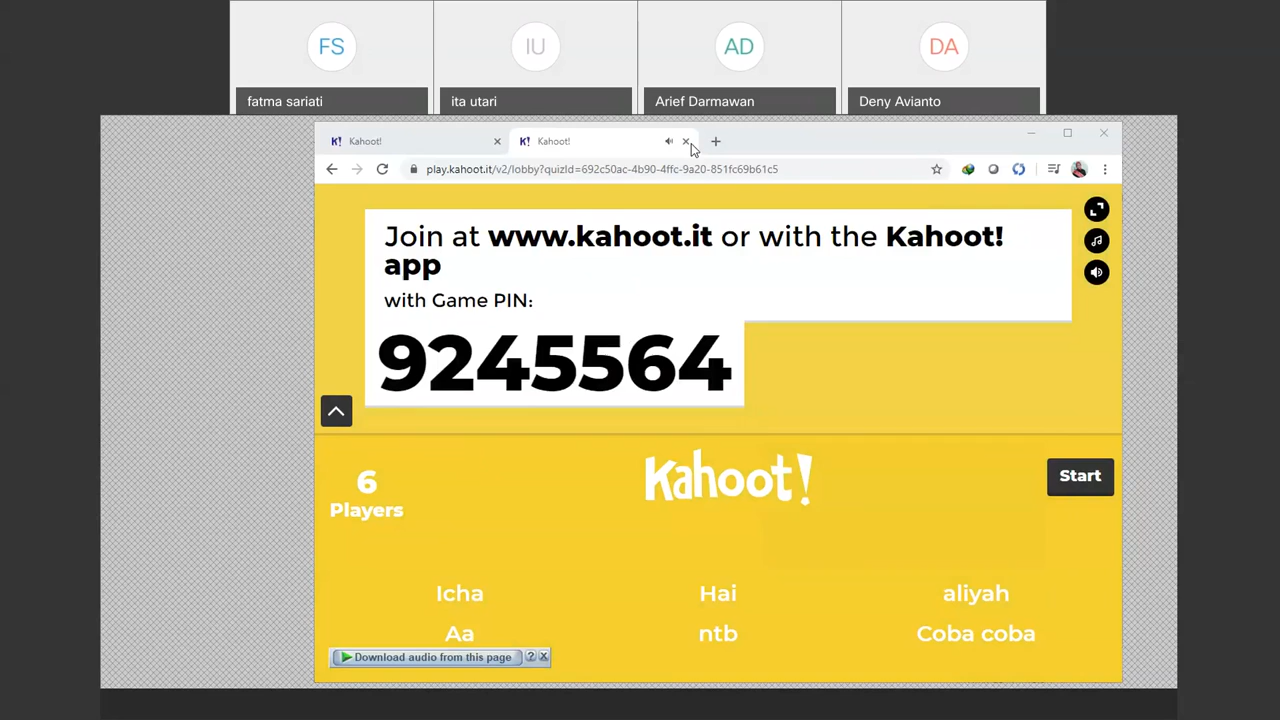 FS
IU
AD
DA
fatma sariati
ita utari
Arief Darmawan
Deny Avianto
K! Kahoot!
K! Kahoot!
play.kahoot.it/v2/lobby?quizId=692c50ac-4b90-4ffc-9a20-851fc69b61c5
Join at www.kahoot.it or with the Kahoot!
app
with Game PIN:
9245564
6
Players
Kahoot!
Start
Icha
Hai
aliyah
Aa
ntb
Coba coba
Download audio from this page ?